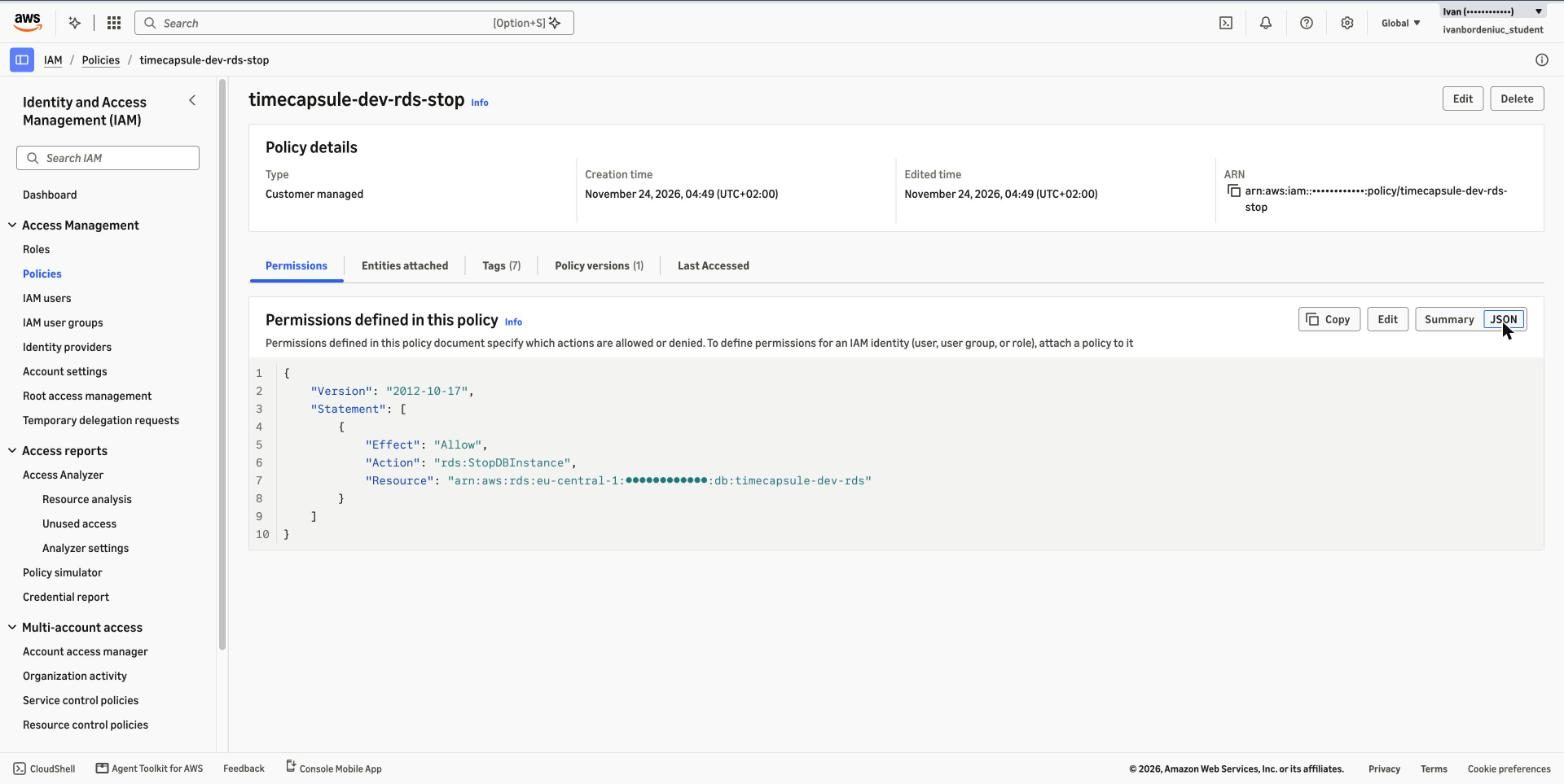 aws
Search [Option+S]
Global
Ivan (••••••••••••)
ivanbordeniuc_student
IAM / Policies / timecapsule-dev-rds-stop
Identity and Access
Management (IAM)
Search IAM
Dashboard
Access Management
Roles
Policies
IAM users
IAM user groups
Identity providers
Account settings
Root access management
Temporary delegation requests
Access reports
Access Analyzer
Resource analysis
Unused access
Analyzer settings
Policy simulator
Credential report
Multi-account access
Account access manager
Organization activity
Service control policies
Resource control policies
timecapsule-dev-rds-stop Info
Edit Delete
Policy details
Type
Customer managed
Creation time
November 24, 2026, 04:49 (UTC+02:00)
Edited time
November 24, 2026, 04:49 (UTC+02:00)
ARN
arn:aws:iam::••••••••••••:policy/timecapsule-dev-rds-
stop
Permissions Entities attached Tags (7) Policy versions (1) Last Accessed
Permissions defined in this policy Info
Copy Edit Summary JSON
Permissions defined in this policy document specify which actions are allowed or denied. To define permissions for an IAM identity (user, user group, or role), attach a policy to it
1 {
2 "Version": "2012-10-17",
3 "Statement": [
4 {
5 "Effect": "Allow",
6 "Action": "rds:StopDBInstance",
7 "Resource": "arn:aws:rds:eu-central-1:●●●●●●●●●●●●:db:timecapsule-dev-rds"
8 }
9 ]
10 }
CloudShell Agent Toolkit for AWS Feedback Console Mobile App
© 2026, Amazon Web Services, Inc. or its affiliates. Privacy Terms Cookie preferences